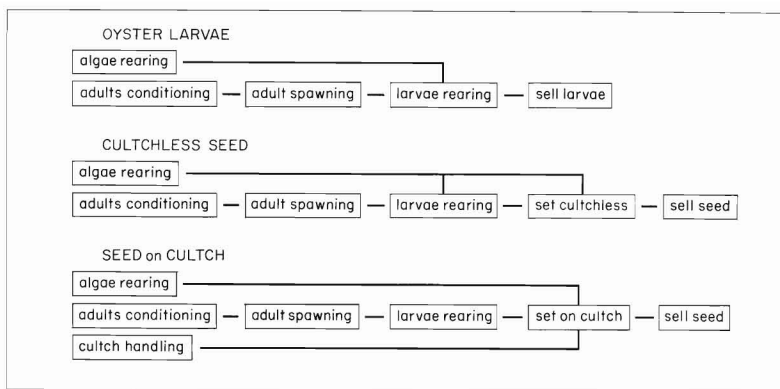 OYSTER LARVAE
algae rearing
adults conditioning — adult spawning — larvae rearing — sell larvae
CULTCHLESS SEED
algae rearing
adults conditioning — adult spawning — larvae rearing — set cultchless — sell seed
SEED on CULTCH
algae rearing
adults conditioning — adult spawning — larvae rearing — set on cultch — sell seed
cultch handling